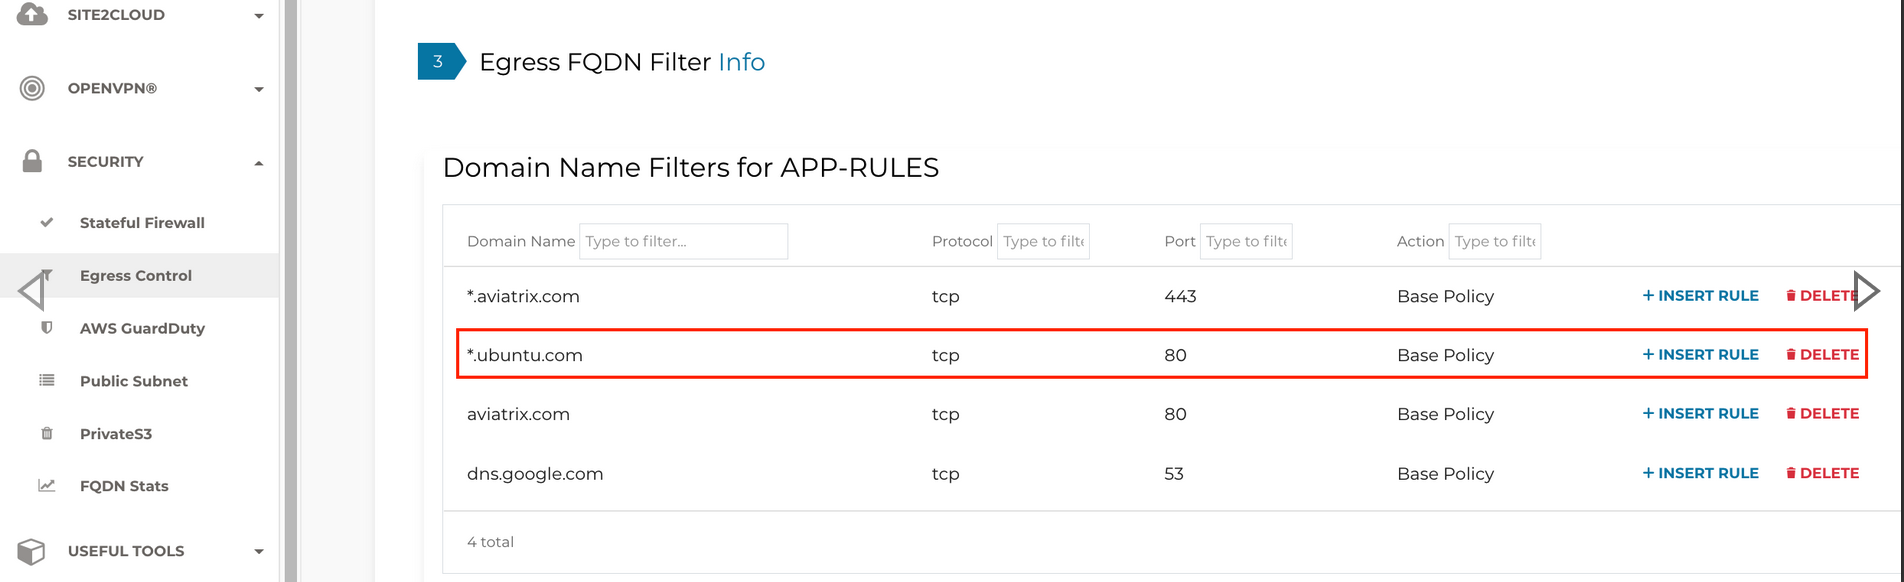 SITE2CLOUD
OPENVPN®
SECURITY
Stateful Firewall
Egress Control
AWS GuardDuty
Public Subnet
PrivateS3
FQDN Stats
USEFUL TOOLS
3 Egress FQDN Filter Info
Domain Name Filters for APP-RULES
Domain Name Type to filter... Protocol Type to filte Port Type to filte Action Type to filte
*.aviatrix.com tcp 443 Base Policy + INSERT RULE DELETE
*.ubuntu.com tcp 80 Base Policy + INSERT RULE DELETE
aviatrix.com tcp 80 Base Policy + INSERT RULE DELETE
dns.google.com tcp 53 Base Policy + INSERT RULE DELETE
4 total